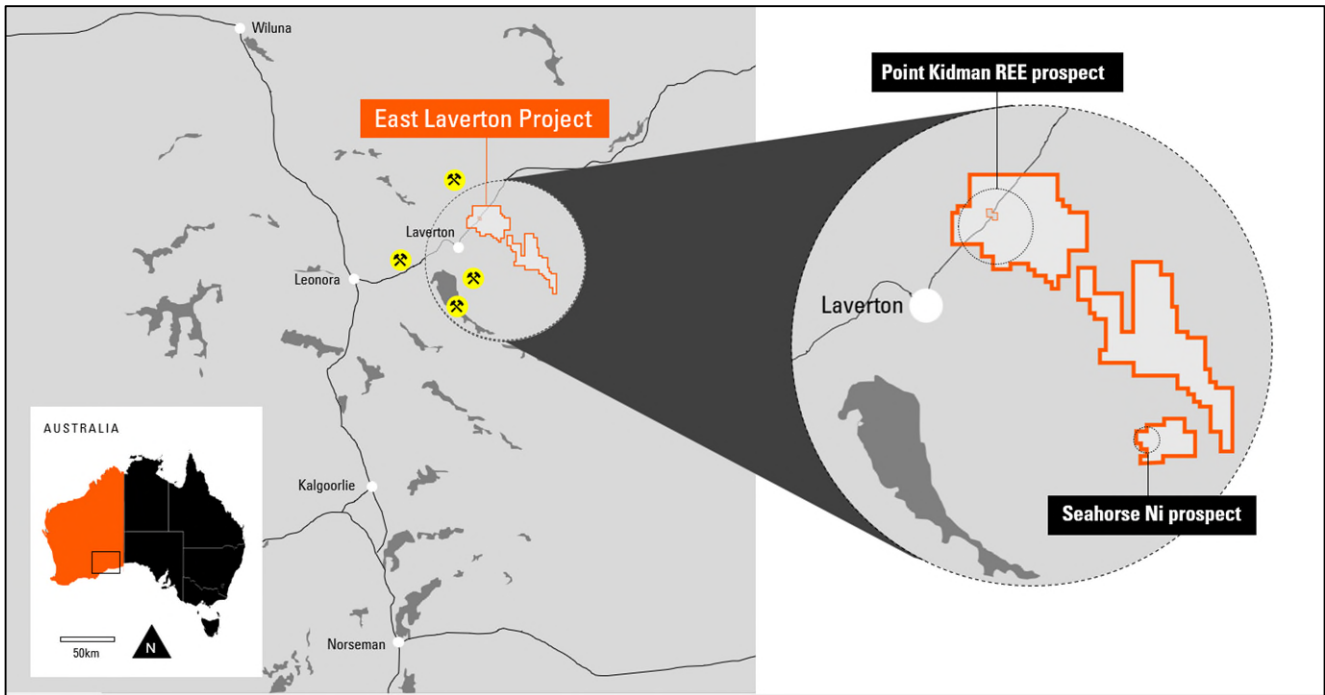 Wiluna
Point Kidman REE prospect
East Laverton Project
Laverton
Leonora
Laverton
Seahorse Ni prospect
AUSTRALIA
Kalgoorlie
Norseman
50km
N